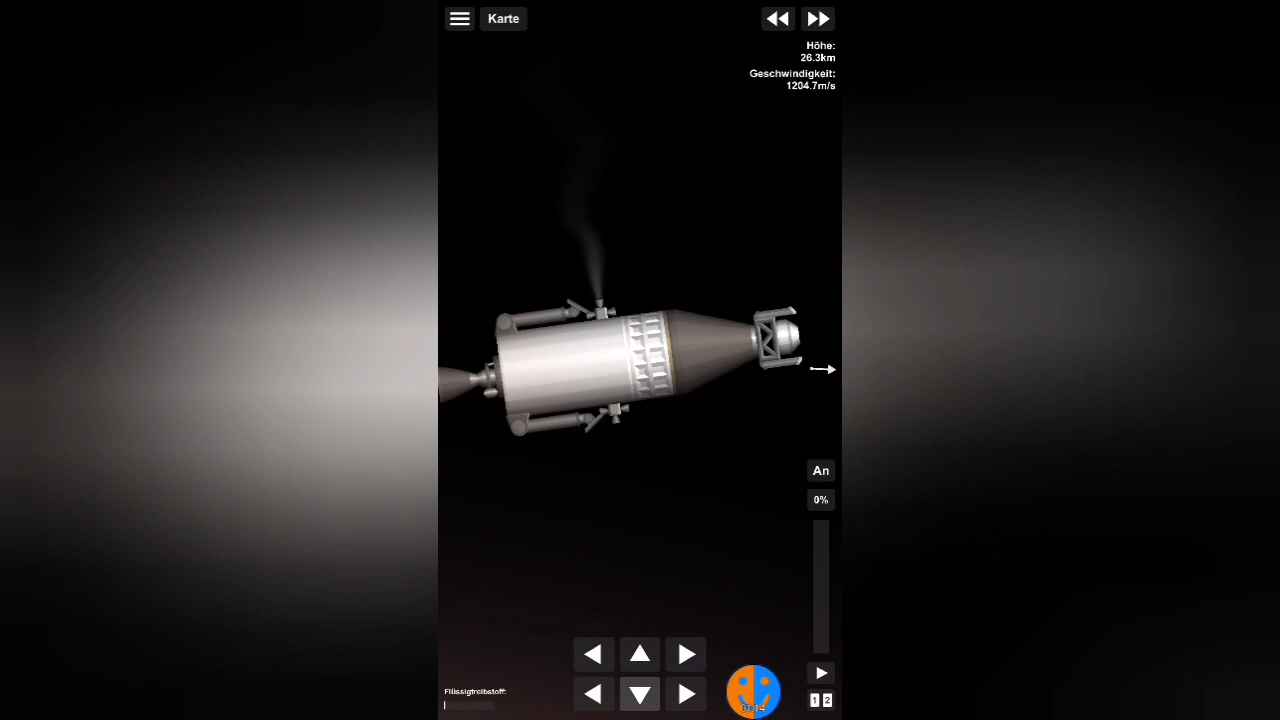 Karte
Höhe:
26.3km
Geschwindigkeit:
1204.7m/s
An
0%
Flüssigtreibstoff:
1 2